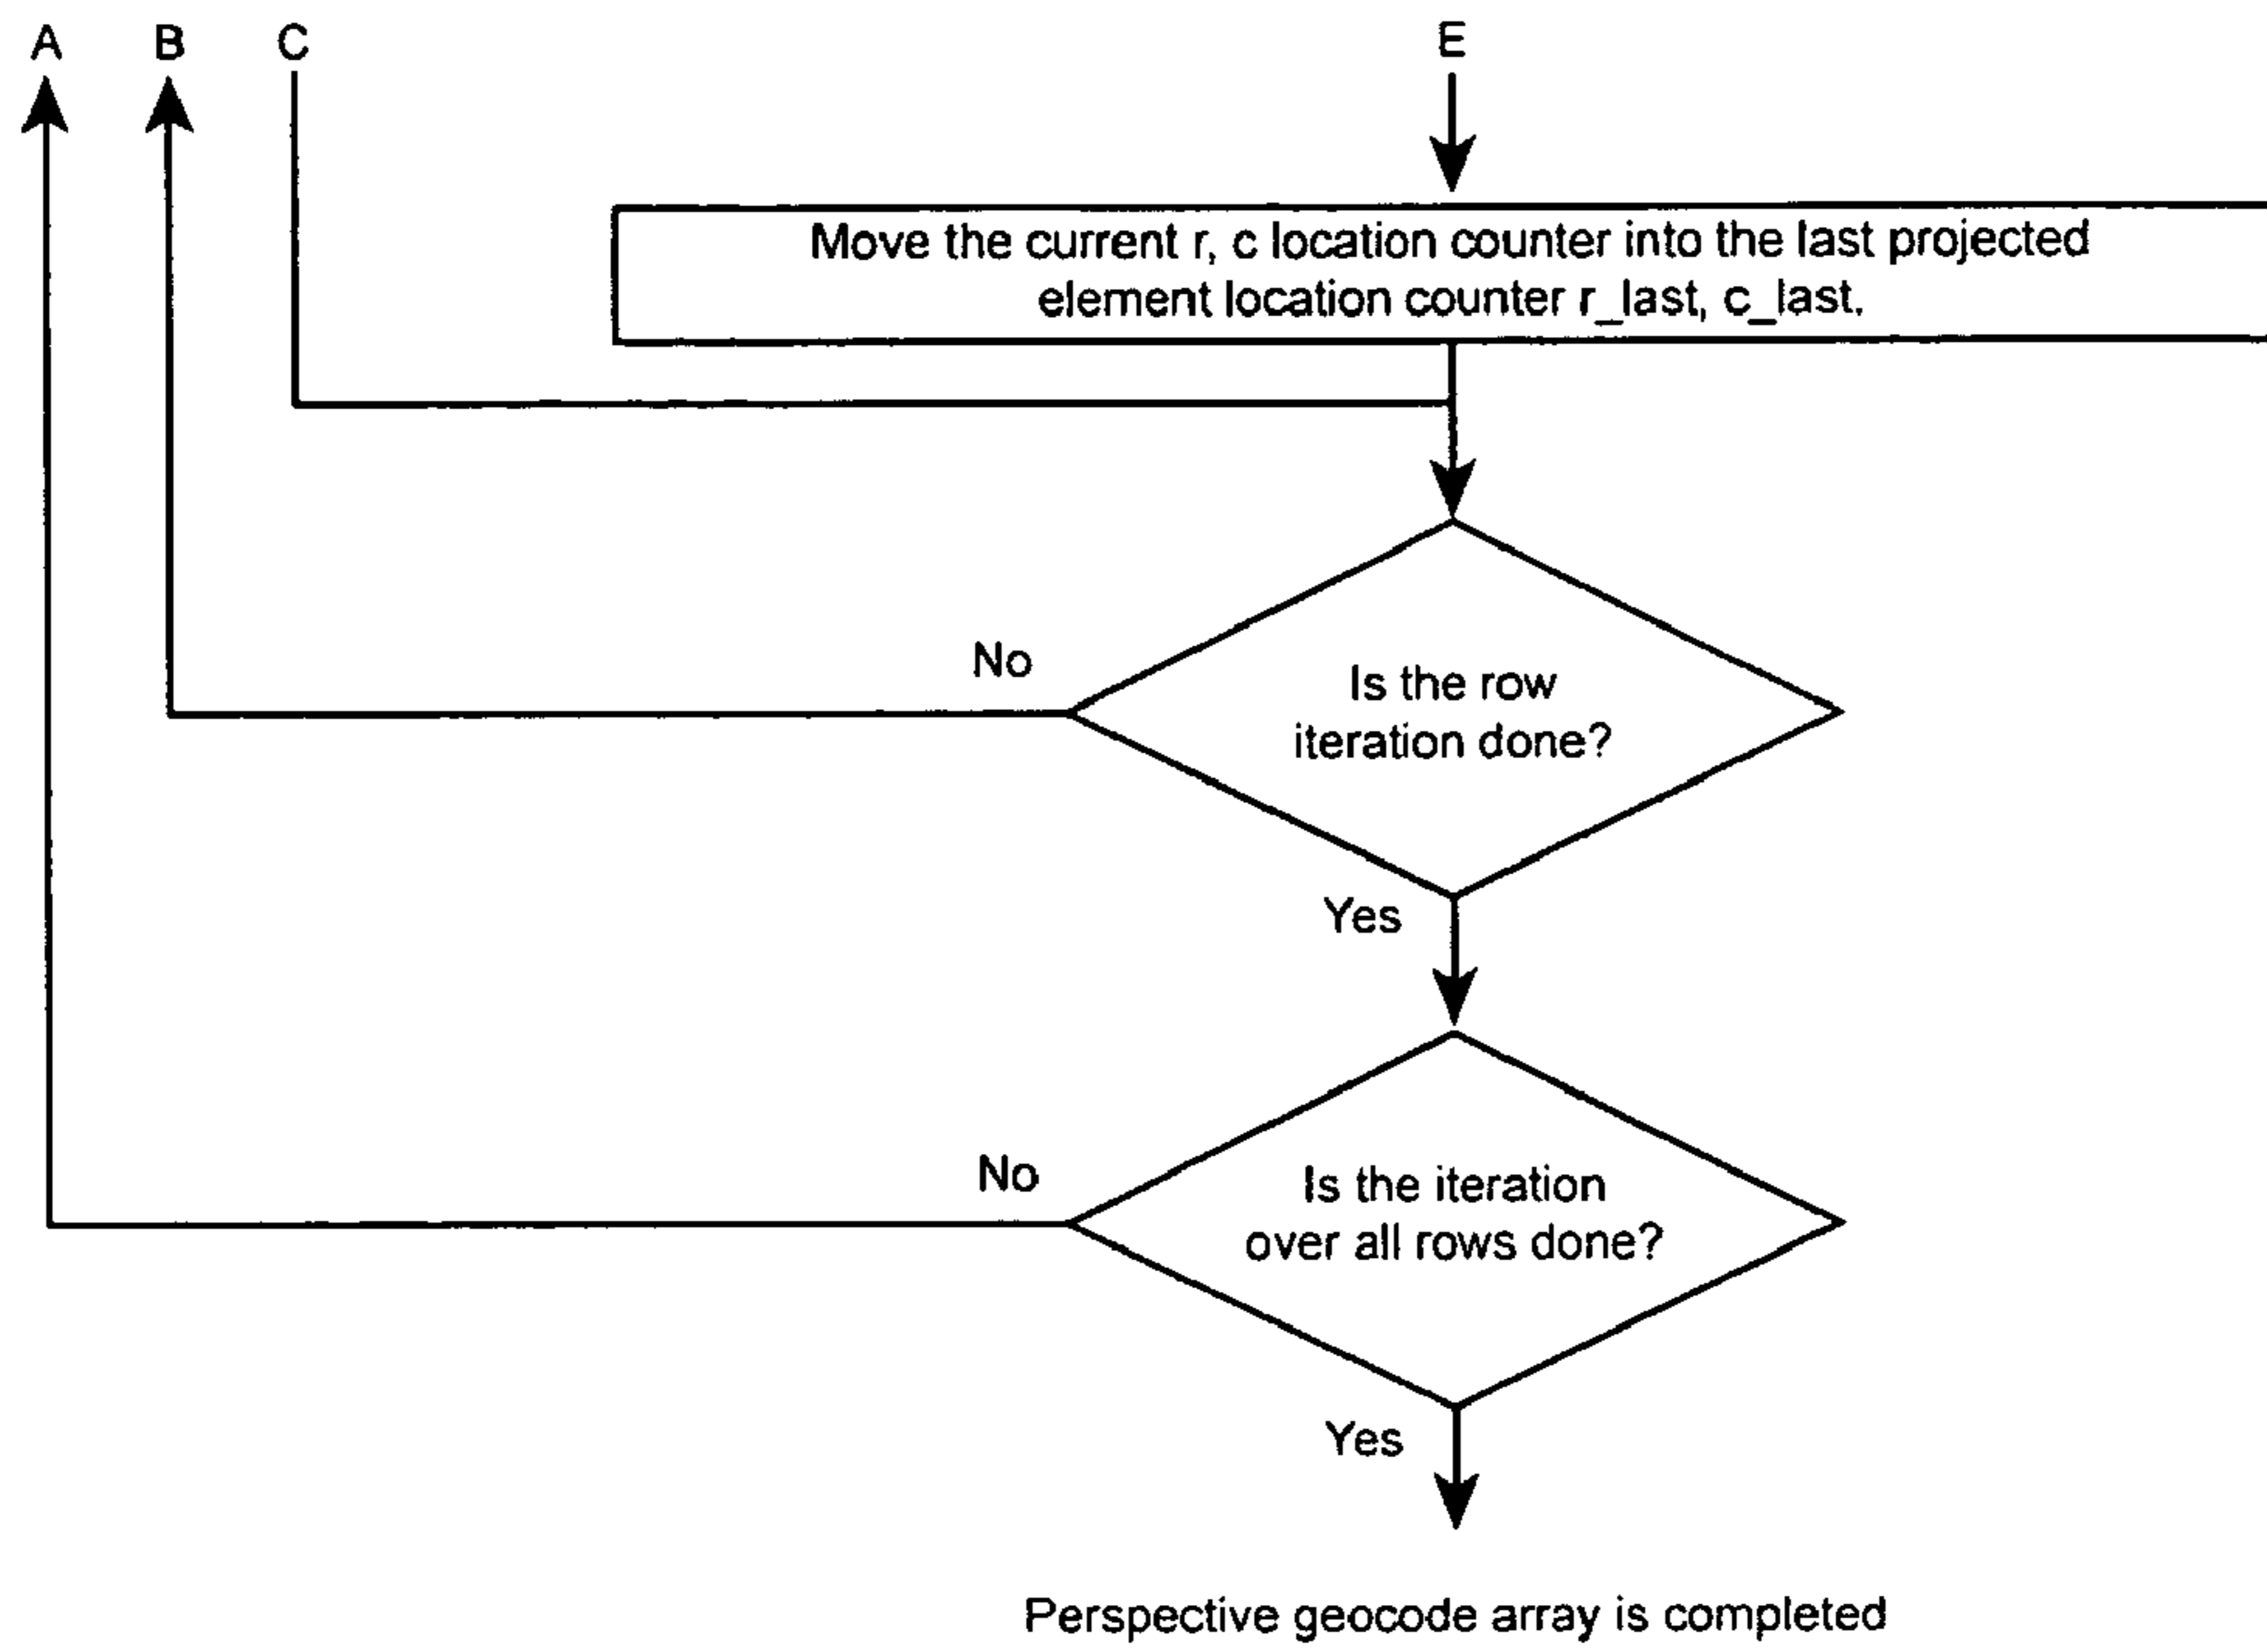 A B C E
Move the current r, c location counter into the last projected
element location counter r_last, c_last.
No
Is the row
iteration done?
Yes
No
Is the iteration
over all rows done?
Yes
Perspective geocode array is completed